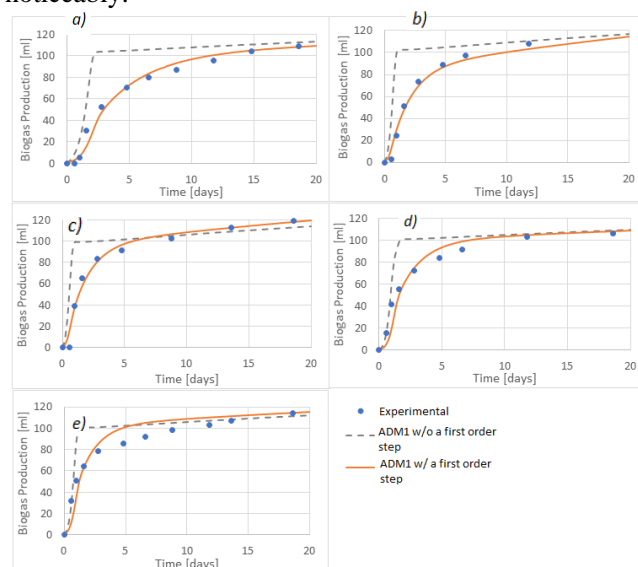 noticeably.
a)
Biogas Production [ml]
120
100
80
60
40
20
0
0 5 10 15 20
Time [days]
b)
Biogas Production [ml]
120
100
80
60
40
20
0
0 5 10 15 20
Time [days]
c)
Biogas Production [ml]
120
100
80
60
40
20
0
0 5 10 15 20
Time [days]
d)
Biogas Production [ml]
120
100
80
60
40
20
0
0 5 10 15 20
Time [days]
e)
Biogas Production [ml]
120
100
80
60
40
20
0
0 5 10 15 20
Time [days]
Experimental
ADM1 w/o a first order
step
ADM1 w/ a first order
step